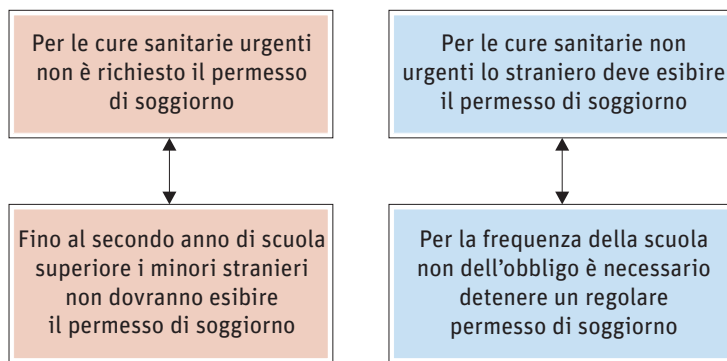 Per le cure sanitarie urgenti
non è richiesto il permesso
di soggiorno
Per le cure sanitarie non
urgenti lo straniero deve esibire
il permesso di soggiorno
Fino al secondo anno di scuola
superiore i minori stranieri
non dovranno esibire
il permesso di soggiorno
Per la frequenza della scuola
non dell'obbligo è necessario
detenere un regolare
permesso di soggiorno